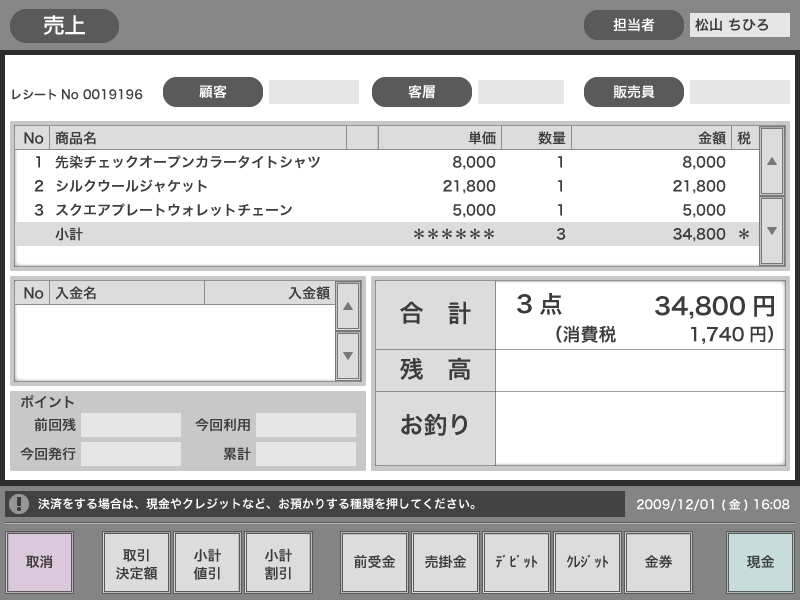 売上
担当者 松山 ちひろ
レシート No 0019196 顧客 客層 販売員
No 商品名 単価 数量 金額 税
1 先染チェックオープンカラータイトシャツ 8,000 1 8,000
2 シルクウールジャケット 21,800 1 21,800
3 スクエアプレートウォレットチェーン 5,000 1 5,000
小計 ＊＊＊＊＊＊ 3 34,800 ＊
No 入金名 入金額
合 計 3 点 34,800 円
(消費税 1,740 円)
残 高
お釣り
ポイント
前回残 今回利用
今回発行 累計
決済をする場合は、現金やクレジットなど、お預かりする種類を押してください。
2009/12/01 ( 金 ) 16:08
取消
取引
決定額
小計
値引
小計
割引
前受金
売掛金
ﾃﾞﾋﾞｯﾄ
ｸﾚｼﾞｯﾄ
金券
現金